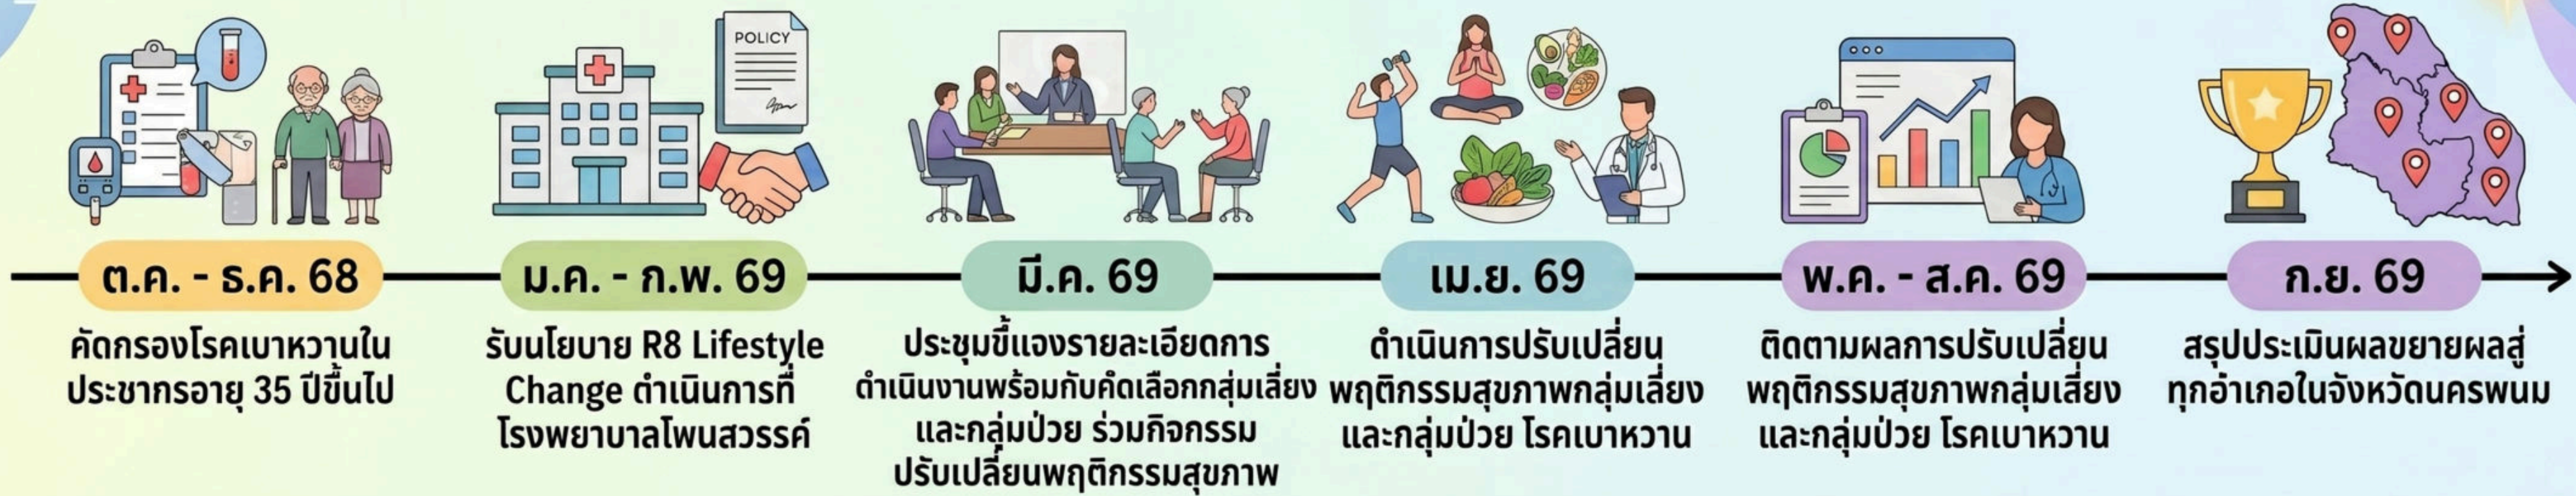 POLICY
ต.ค. - ธ.ค. 68
คัดกรองโรคเบาหวานใน
ประชากรอายุ 35 ปีขึ้นไป
ม.ค. - ก.พ. 69
รับนโยบาย R8 Lifestyle
Change ดำเนินการที่
โรงพยาบาลโพนสวรรค์
มี.ค. 69
ประชุมชี้แจงรายละเอียดการ
ดำเนินงานพร้อมกับคัดเลือกกลุ่มเสี่ยง
และกลุ่มป่วย ร่วมกิจกรรม
ปรับเปลี่ยนพฤติกรรมสุขภาพ
เม.ย. 69
ดำเนินการปรับเปลี่ยน
พฤติกรรมสุขภาพกลุ่มเสี่ยง
และกลุ่มป่วย โรคเบาหวาน
พ.ค. - ส.ค. 69
ติดตามผลการปรับเปลี่ยน
พฤติกรรมสุขภาพกลุ่มเสี่ยง
และกลุ่มป่วย โรคเบาหวาน
ก.ย. 69
สรุปประเมินผลขยายผลสู่
ทุกอำเภอในจังหวัดนครพนม